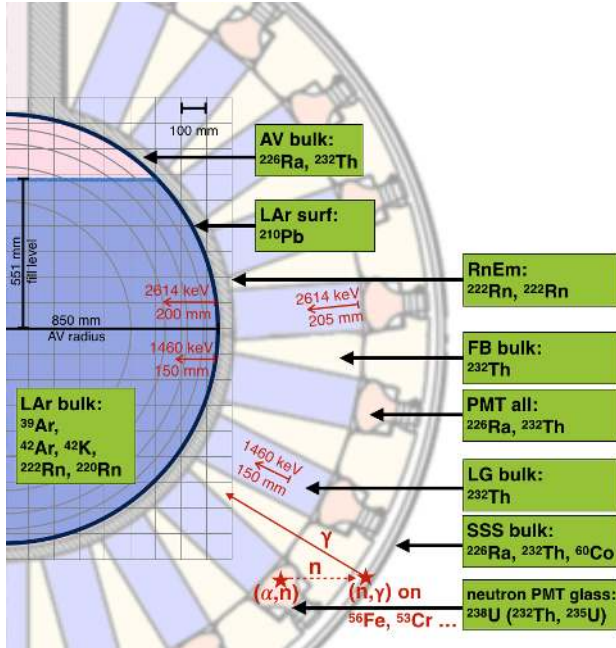 100 mm
AV bulk:
²²⁶Ra, ²³²Th
LAr surf:
²¹⁰Pb
551 mm
fill level
2614 keV
200 mm
850 mm
AV radius
1460 keV
150 mm
LAr bulk:
³⁹Ar,
⁴²Ar, ⁴²K,
²²²Rn, ²²⁰Rn
2614 keV
205 mm
1460 keV
150 mm
RnEm:
²²²Rn, ²²²Rn
FB bulk:
²³²Th
PMT all:
²²⁶Ra, ²³²Th
LG bulk:
²³²Th
SSS bulk:
²²⁶Ra, ²³²Th, ⁶⁰Co
neutron PMT glass:
²³⁸U (²³²Th, ²³⁵U)
γ
n
(α,n)
(n,γ) on
⁵⁶Fe, ⁵³Cr ...